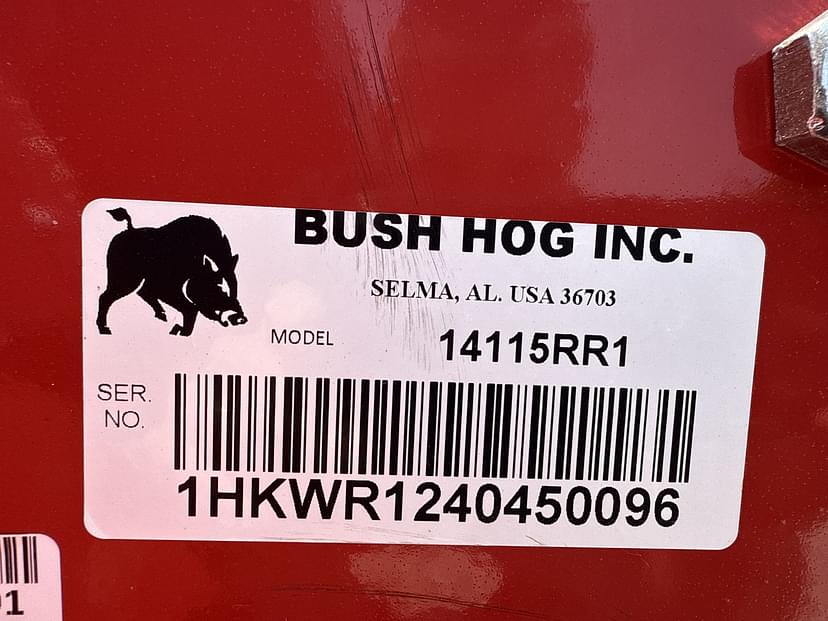 BUSH HOG INC.
SELMA, AL. USA 36703
MODEL 14115RR1
SER.
NO.
1HKWR1240450096